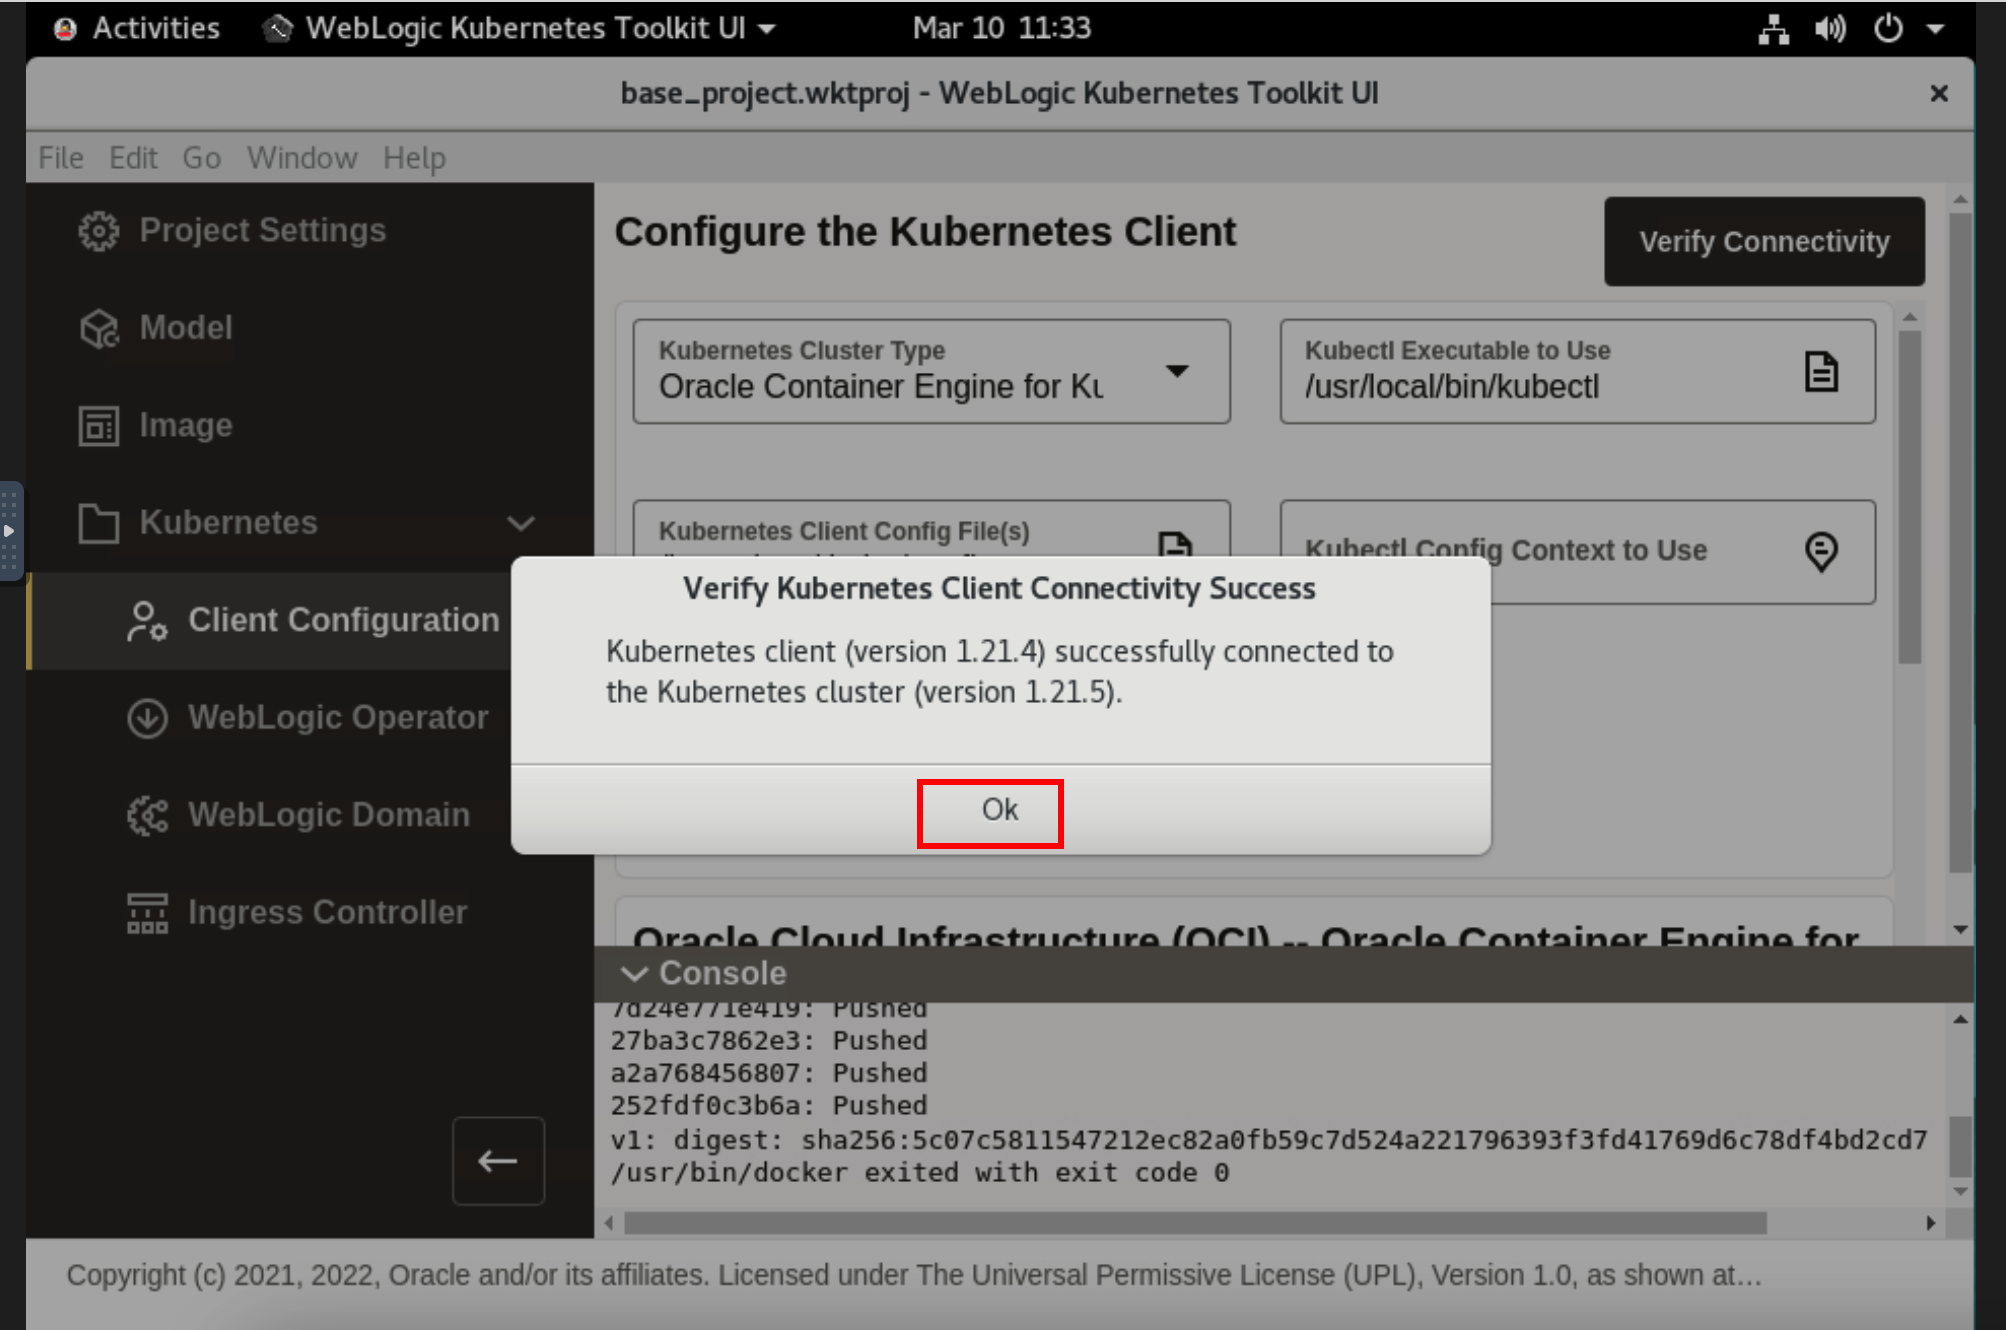 Activities WebLogic Kubernetes Toolkit UI Mar 10 11:33
base_project.wktproj - WebLogic Kubernetes Toolkit UI
File Edit Go Window Help
Project Settings
Model
Image
Kubernetes
Client Configuration
WebLogic Operator
WebLogic Domain
Ingress Controller
Configure the Kubernetes Client
Verify Connectivity
Kubernetes Cluster Type
Oracle Container Engine for Ku
Kubectl Executable to Use
/usr/local/bin/kubectl
Kubernetes Client Config File(s)
Kubectl Config Context to Use
Verify Kubernetes Client Connectivity Success
Kubernetes client (version 1.21.4) successfully connected to
the Kubernetes cluster (version 1.21.5).
Ok
Oracle Cloud Infrastructure (OCI) -- Oracle Container Engine for
Console
7d24e771e419: Pushed
27ba3c7862e3: Pushed
a2a768456807: Pushed
252fdf0c3b6a: Pushed
v1: digest: sha256:5c07c5811547212ec82a0fb59c7d524a221796393f3fd41769d6c78df4bd2cd7
/usr/bin/docker exited with exit code 0
Copyright (c) 2021, 2022, Oracle and/or its affiliates. Licensed under The Universal Permissive License (UPL), Version 1.0, as shown at…